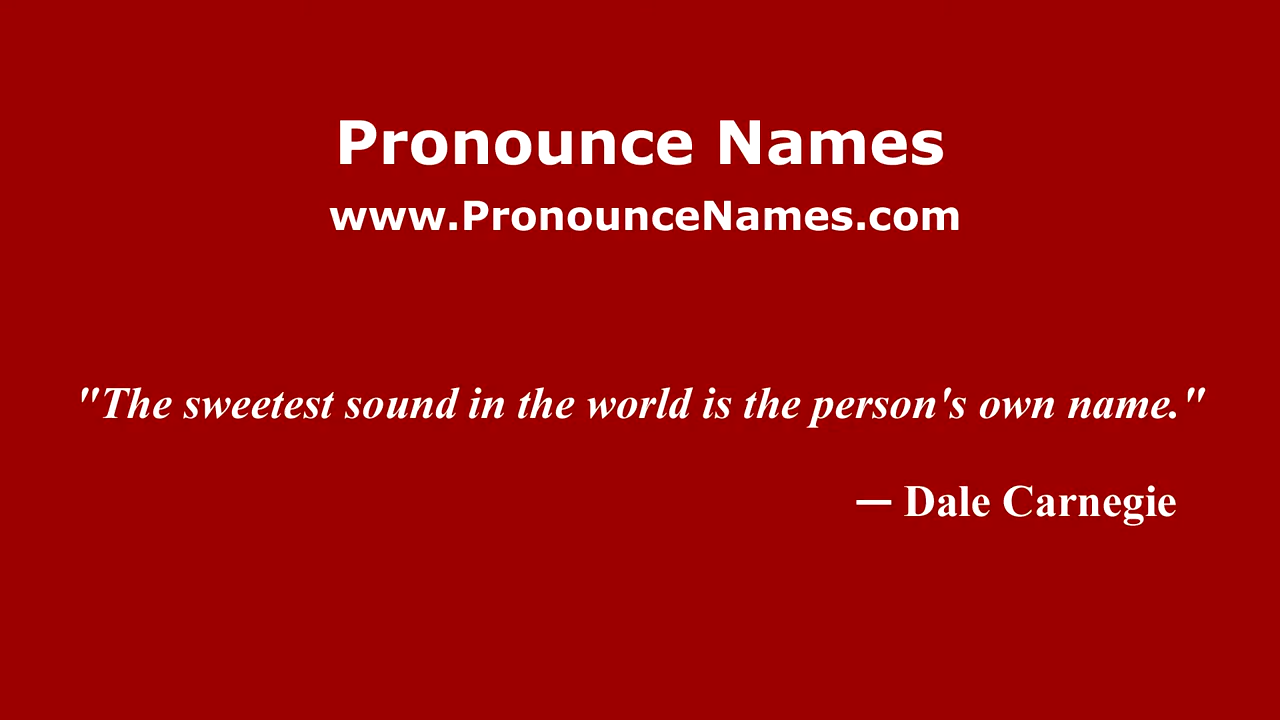 Pronounce Names
www.PronounceNames.com
"The sweetest sound in the world is the person's own name."
— Dale Carnegie